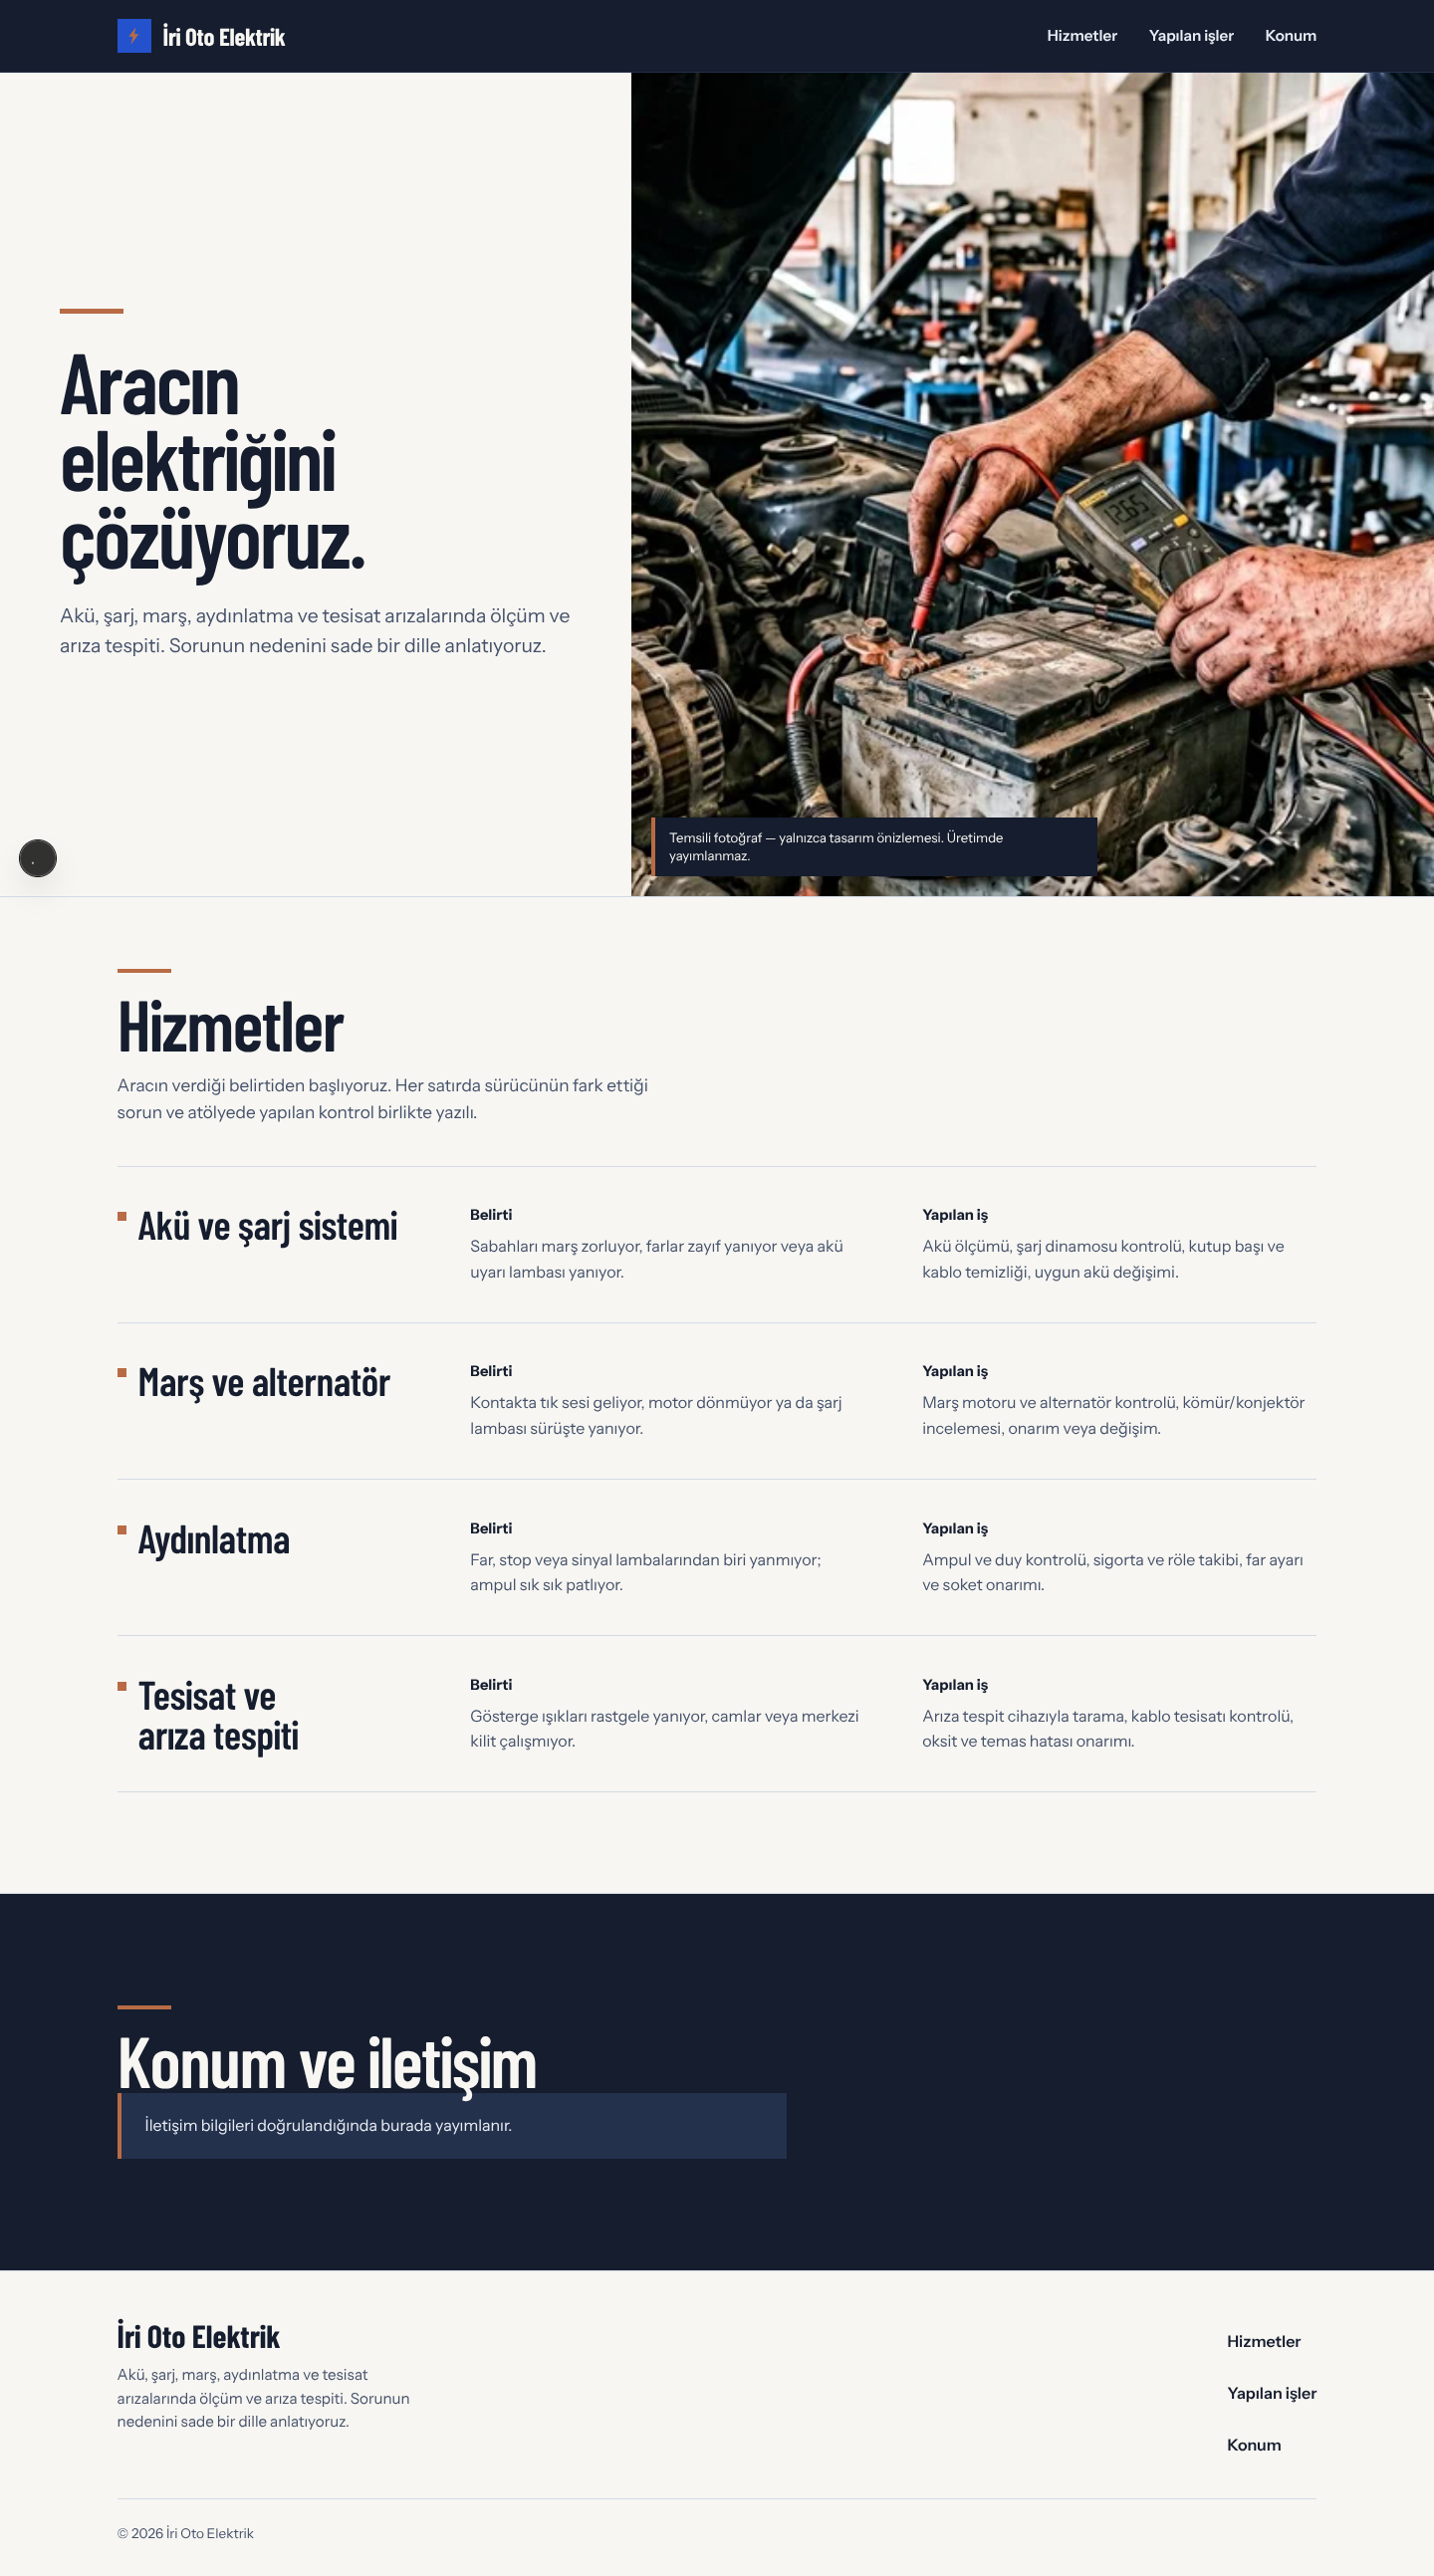 İri Oto Elektrik
Hizmetler
Yapılan işler
Konum
Aracın
elektriğini
çözüyoruz.
Akü, şarj, marş, aydınlatma ve tesisat arızalarında ölçüm ve
arıza tespiti. Sorunun nedenini sade bir dille anlatıyoruz.
12.65
Temsili fotoğraf — yalnızca tasarım önizlemesi. Üretimde
yayımlanmaz.
Hizmetler
Aracın verdiği belirtiden başlıyoruz. Her satırda sürücünün fark ettiği
sorun ve atölyede yapılan kontrol birlikte yazılı.
Akü ve şarj sistemi
Belirti
Sabahları marş zorluyor, farlar zayıf yanıyor veya akü
uyarı lambası yanıyor.
Yapılan iş
Akü ölçümü, şarj dinamosu kontrolü, kutup başı ve
kablo temizliği, uygun akü değişimi.
Marş ve alternatör
Belirti
Kontakta tık sesi geliyor, motor dönmüyor ya da şarj
lambası sürüşte yanıyor.
Yapılan iş
Marş motoru ve alternatör kontrolü, kömür/konjektör
incelemesi, onarım veya değişim.
Aydınlatma
Belirti
Far, stop veya sinyal lambalarından biri yanmıyor;
ampul sık sık patlıyor.
Yapılan iş
Ampul ve duy kontrolü, sigorta ve röle takibi, far ayarı
ve soket onarımı.
Tesisat ve
arıza tespiti
Belirti
Gösterge ışıkları rastgele yanıyor, camlar veya merkezi
kilit çalışmıyor.
Yapılan iş
Arıza tespit cihazıyla tarama, kablo tesisatı kontrolü,
oksit ve temas hatası onarımı.
Konum ve iletişim
İletişim bilgileri doğrulandığında burada yayımlanır.
İri Oto Elektrik
Akü, şarj, marş, aydınlatma ve tesisat
arızalarında ölçüm ve arıza tespiti. Sorunun
nedenini sade bir dille anlatıyoruz.
Hizmetler
Yapılan işler
Konum
© 2026 İri Oto Elektrik